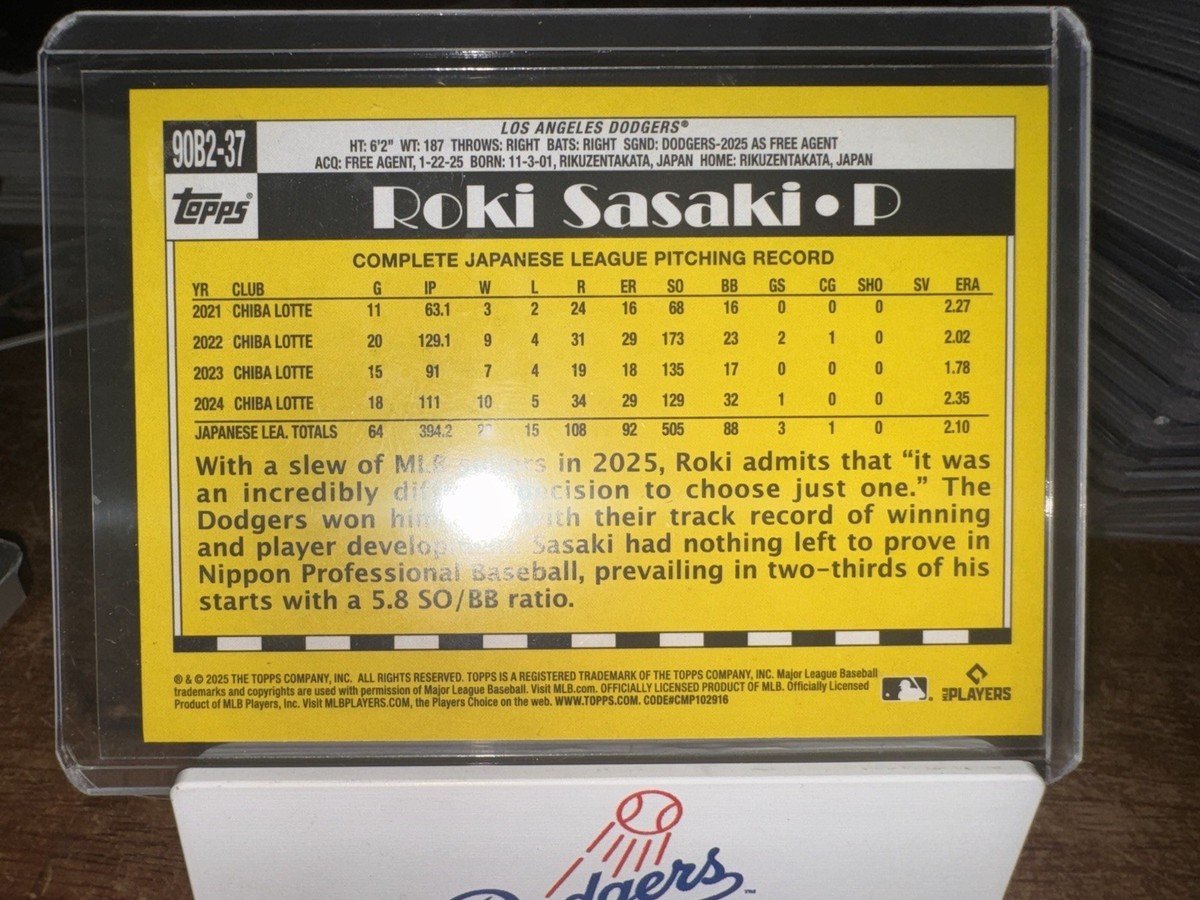 90B2-37
LOS ANGELES DODGERS®
HT: 6'2" WT: 187 THROWS: RIGHT BATS: RIGHT SGND: DODGERS-2025 AS FREE AGENT
ACQ: FREE AGENT, 1-22-25 BORN: 11-3-01, RIKUZENTAKATA, JAPAN HOME: RIKUZENTAKATA, JAPAN
Topps®
Roki Sasaki • P
COMPLETE JAPANESE LEAGUE PITCHING RECORD
YR CLUB G IP W L R ER SO BB GS CG SHO SV ERA
2021 CHIBA LOTTE 11 63.1 3 2 24 16 68 16 0 0 0 2.27
2022 CHIBA LOTTE 20 129.1 9 4 31 29 173 23 2 1 0 2.02
2023 CHIBA LOTTE 15 91 7 4 19 18 135 17 0 0 0 1.78
2024 CHIBA LOTTE 18 111 10 5 34 29 129 32 1 0 0 2.35
JAPANESE LEA. TOTALS 64 394.2 15 108 92 505 88 3 1 0 2.10
With a slew of MLB in 2025, Roki admits that “it was
an incredibly decision to choose just one.” The
Dodgers won him with their track record of winning
and player development. Sasaki had nothing left to prove in
Nippon Professional Baseball, prevailing in two-thirds of his
starts with a 5.8 SO/BB ratio.
® & © 2025 THE TOPPS COMPANY, INC. ALL RIGHTS RESERVED. TOPPS IS A REGISTERED TRADEMARK OF THE TOPPS COMPANY, INC. Major League Baseball
trademarks and copyrights are used with permission of Major League Baseball. Visit MLB.com. OFFICIALLY LICENSED PRODUCT OF MLB. Officially Licensed
Product of MLB Players, Inc. Visit MLBPLAYERS.COM, the Players Choice on the web. WWW.TOPPS.COM. CODE#CMP102916
MLB PLAYERS
Dodgers™